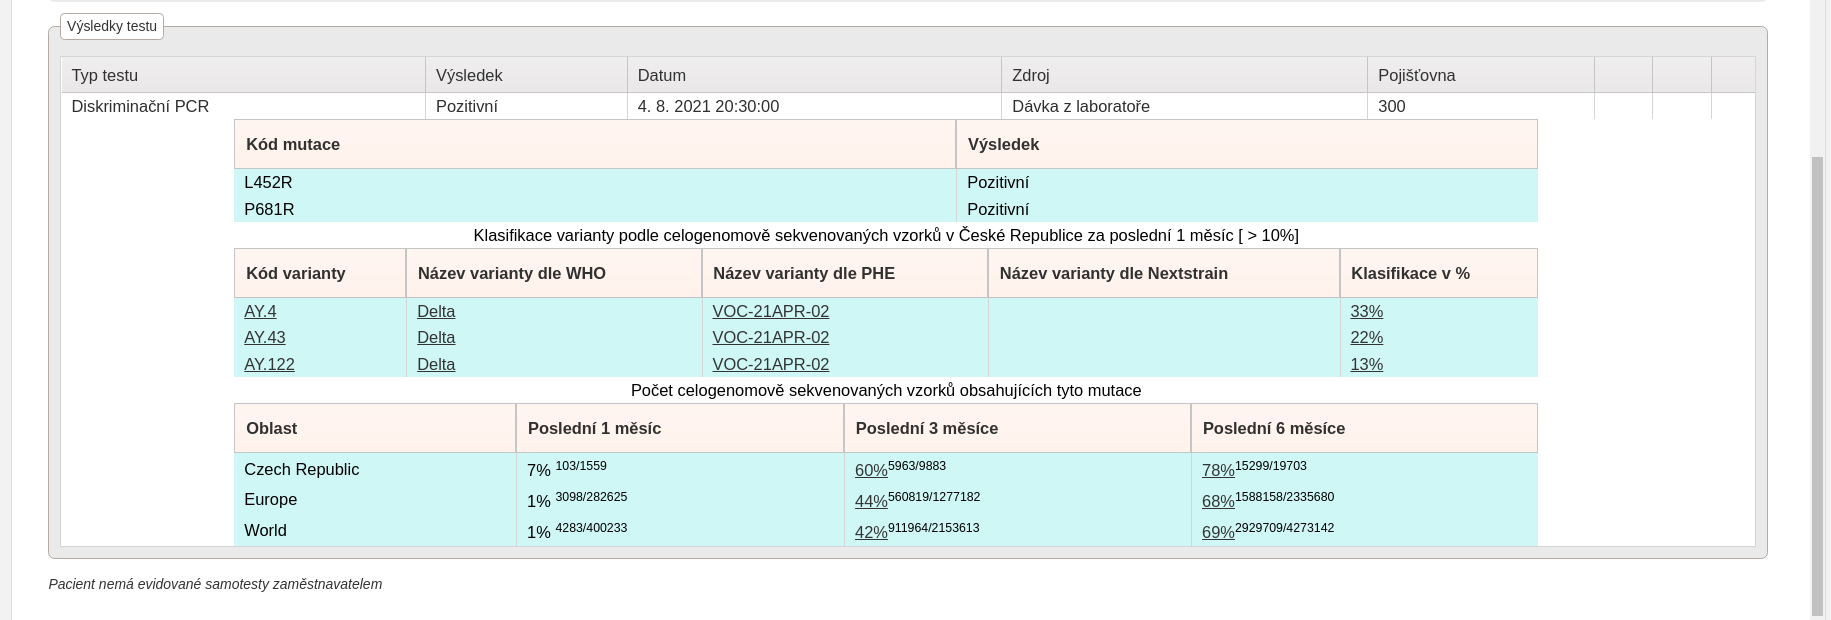 Výsledky testu
Typ testu Výsledek Datum Zdroj Pojišťovna
Diskriminační PCR Pozitivní 4. 8. 2021 20:30:00 Dávka z laboratoře 300
Kód mutace Výsledek
L452R Pozitivní
P681R Pozitivní
Klasifikace varianty podle celogenomově sekvenovaných vzorků v České Republice za poslední 1 měsíc [ > 10%]
Kód varianty Název varianty dle WHO Název varianty dle PHE Název varianty dle Nextstrain Klasifikace v %
AY.4 Delta VOC-21APR-02 33%
AY.43 Delta VOC-21APR-02 22%
AY.122 Delta VOC-21APR-02 13%
Počet celogenomově sekvenovaných vzorků obsahujících tyto mutace
Oblast Poslední 1 měsíc Poslední 3 měsíce Poslední 6 měsíce
Czech Republic 7% 103/1559 60%5963/9883 78%15299/19703
Europe 1% 3098/282625 44%560819/1277182 68%1588158/2335680
World 1% 4283/400233 42%911964/2153613 69%2929709/4273142
Pacient nemá evidované samotesty zaměstnavatelem